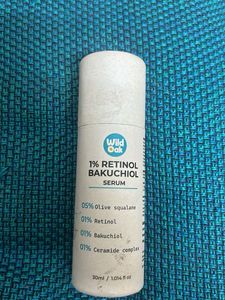 Wild
Oak
1% RETINOL
BAKUCHIOL
SERUM
05% Olive squalane
01% Retinol
01% Bakuchiol
01% Ceramide complex
30ml / 1.014 fl oz